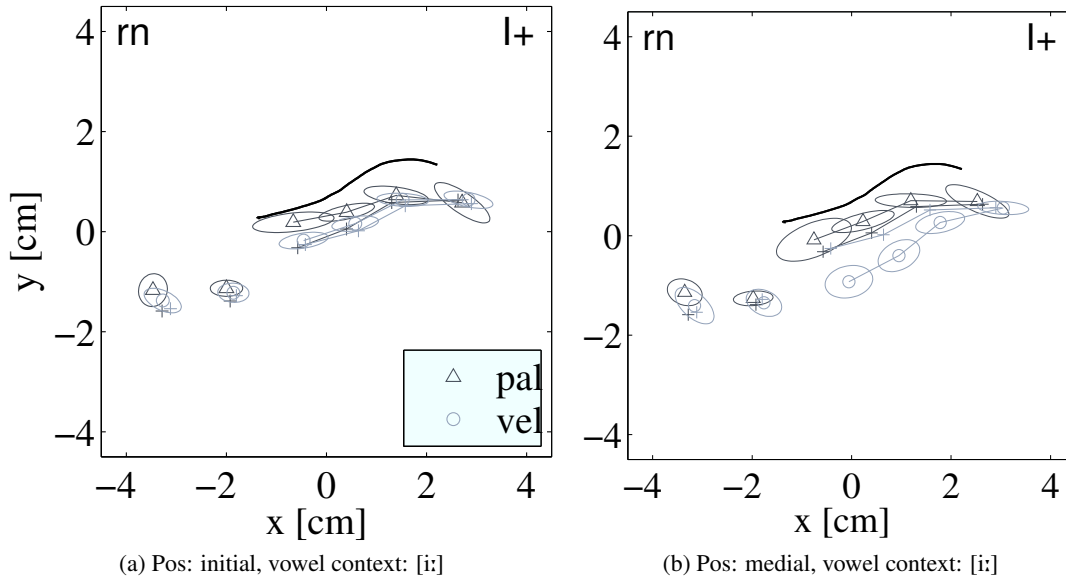 rn
I+
4
2
0
−2
−4
y [cm]
pal
vel
−4
−2
0
2
4
x [cm]
(a) Pos: initial, vowel context: [iː]
rn
I+
4
2
0
−2
−4
−4
−2
0
2
4
x [cm]
(b) Pos: medial, vowel context: [iː]